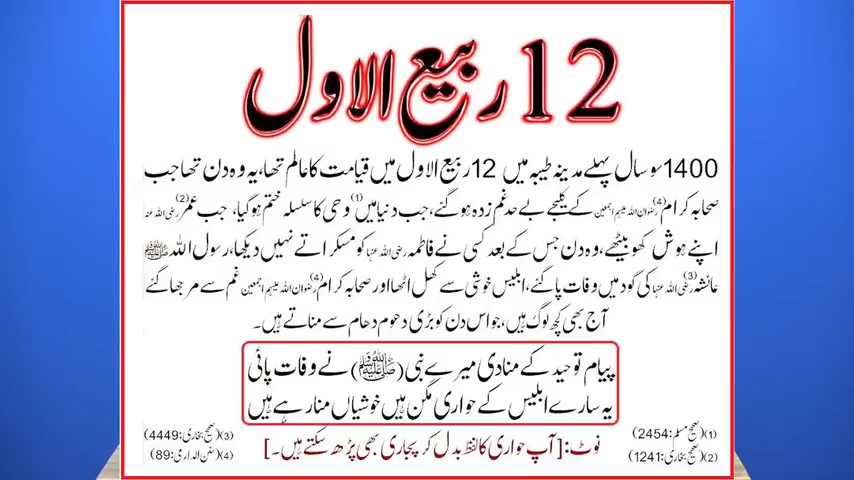 12 ربیع الاول
1400 سو سال پہلے مدینہ طیبہ میں 12 ربیع الاول میں قیامت کا عالم تھا، یہ وہ دن تھا جب
صحابہ کرام(4) رضوان اللہ علیہم اجمعین کے کلیجے بے حد غم زدہ ہو گئے، جب دنیا میں(1) وحی کا سلسلہ ختم ہو گیا، جب عمر(2) رضی اللہ عنہ
اپنے ہوش کھو بیٹھے، وہ دن جس کے بعد کسی نے فاطمہ رضی اللہ عنہا کو مسکراتے نہیں دیکھا، رسول اللہ ﷺ
عائشہ(3) رضی اللہ عنہا کی گود میں وفات پا گئے، ابلیس خوشی سے کھل اٹھا اور صحابہ کرام(4) رضوان اللہ علیہم اجمعین غم سے مرجھا گئے
آج بھی کچھ لوگ ہیں، جو اس دن کو بڑی دھوم دھام سے مناتے ہیں۔
پیام توحید کے منادی میرے نبی (ﷺ) نے وفات پائی
یہ سارے ابلیس کے حواری مگن ہیں خوشیاں منا رہے ہیں
(1)(صحیح مسلم:2454)
(2)(صحیح بخاری:1241)
نوٹ: [آپ حواری کا لفظ بدل کر پجاری بھی پڑھ سکتے ہیں۔]
(3)(صحیح بخاری:4449)
(4)(سنن الدارمی:89)